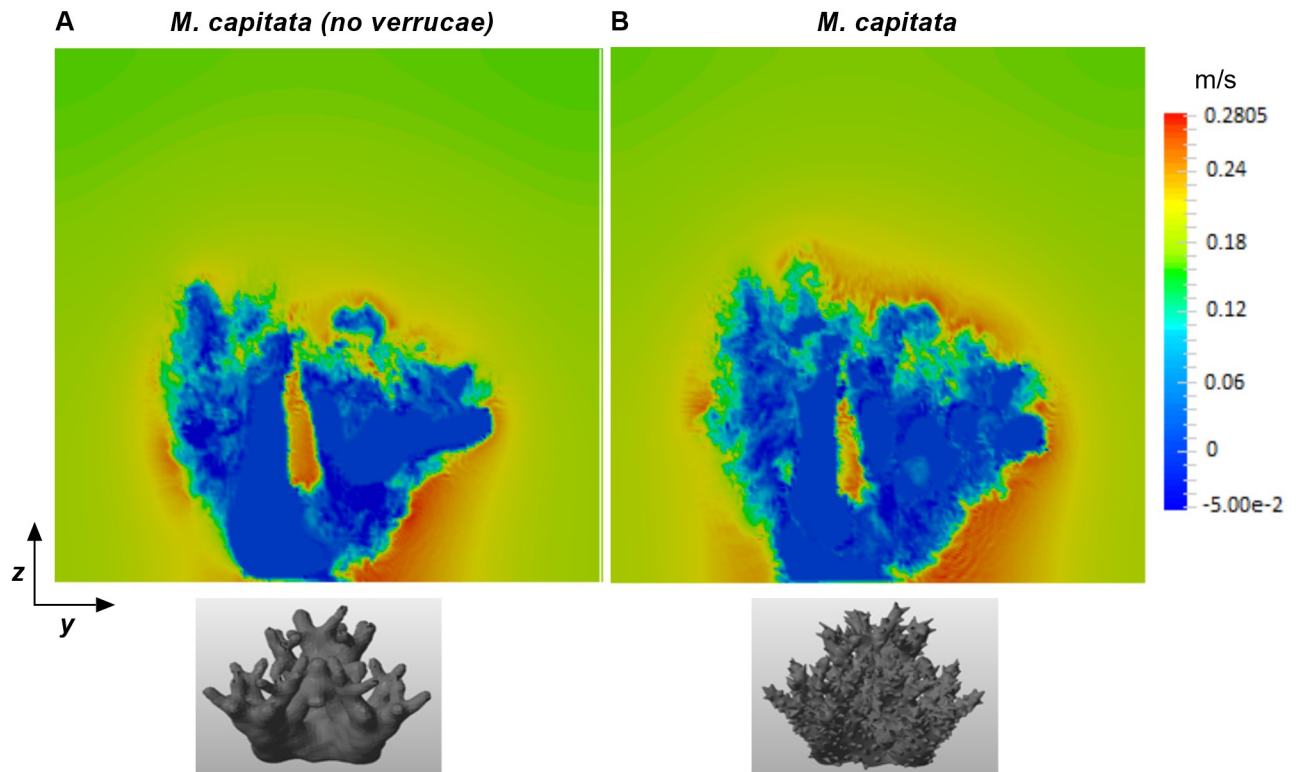 A M. capitata (no verrucae) B M. capitata
m/s
0.2805
0.24
0.18
0.12
0.06
0
-5.00e-2
z
y